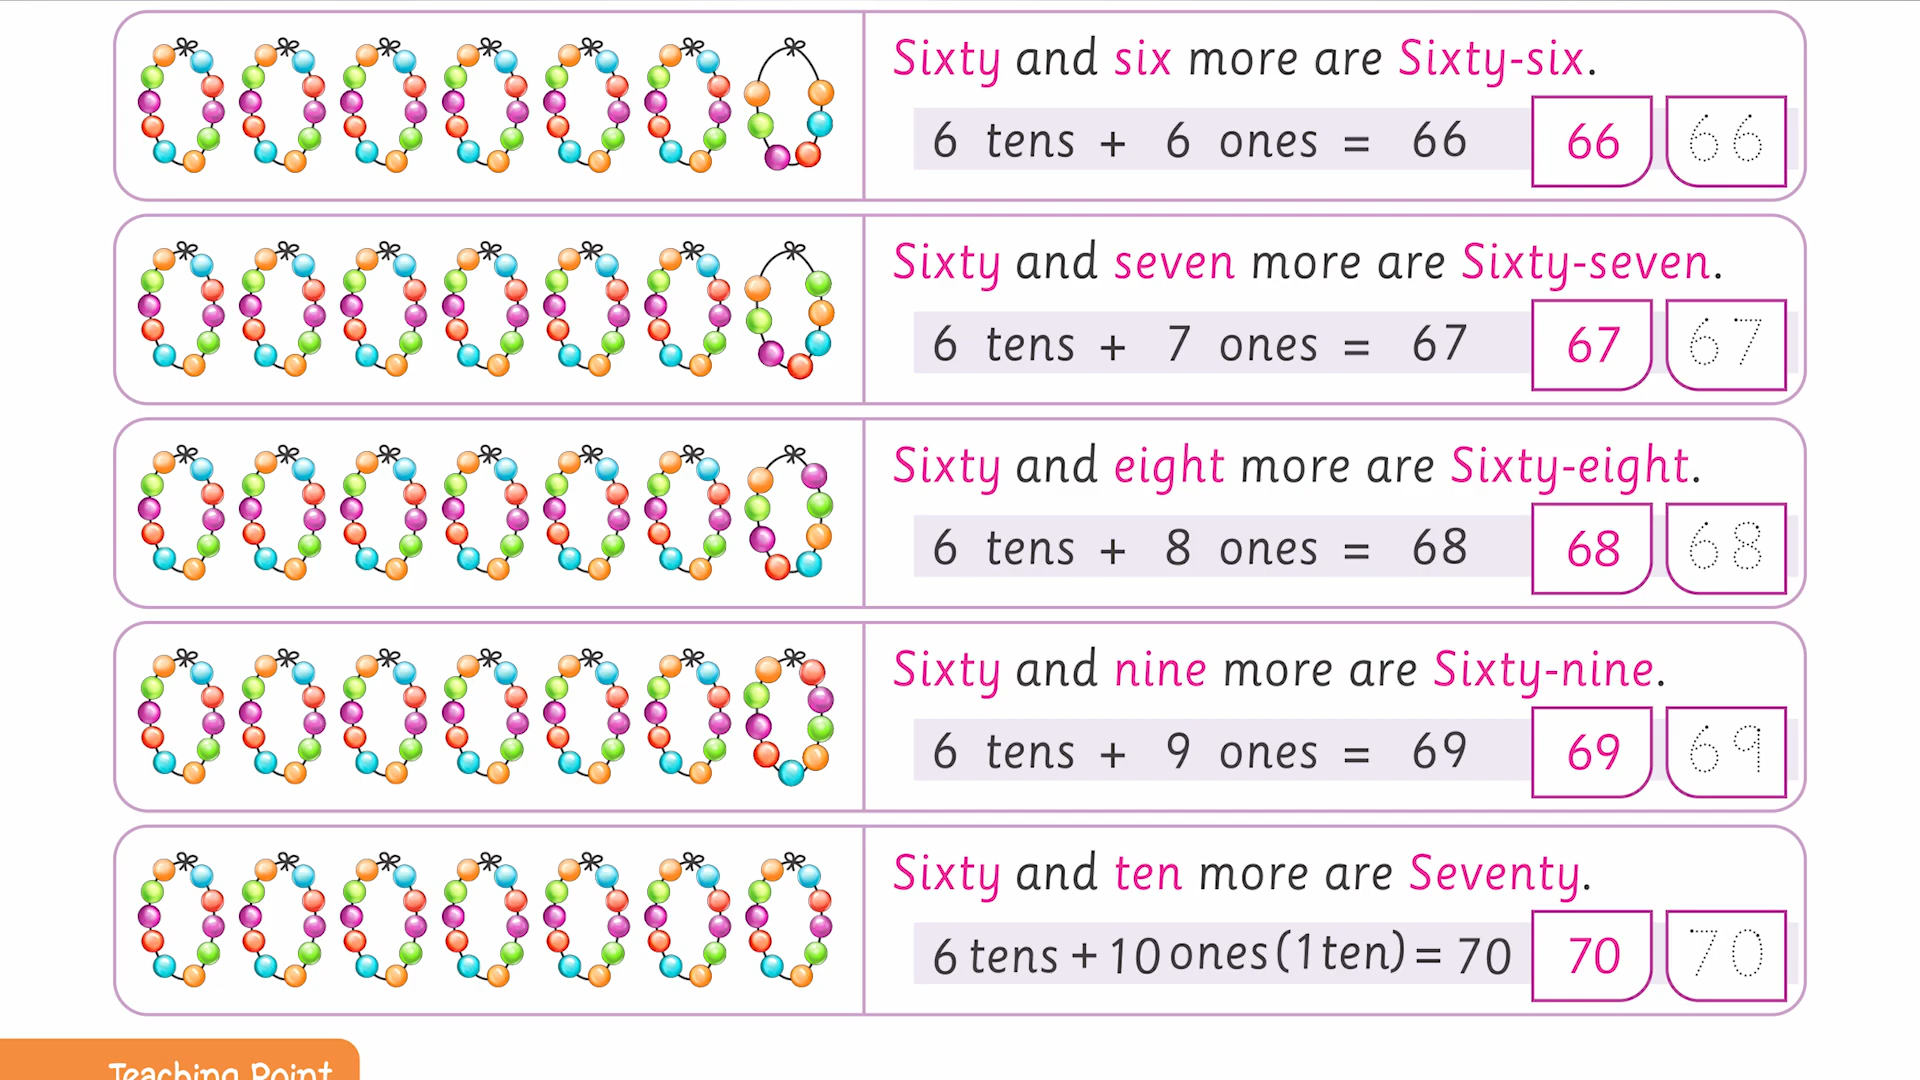 Sixty and six more are Sixty-six.
6 tens + 6 ones = 66 66 66
Sixty and seven more are Sixty-seven.
6 tens + 7 ones = 67 67 67
Sixty and eight more are Sixty-eight.
6 tens + 8 ones = 68 68 68
Sixty and nine more are Sixty-nine.
6 tens + 9 ones = 69 69 69
Sixty and ten more are Seventy.
6 tens + 10 ones (1 ten) = 70 70 70
Teaching Point